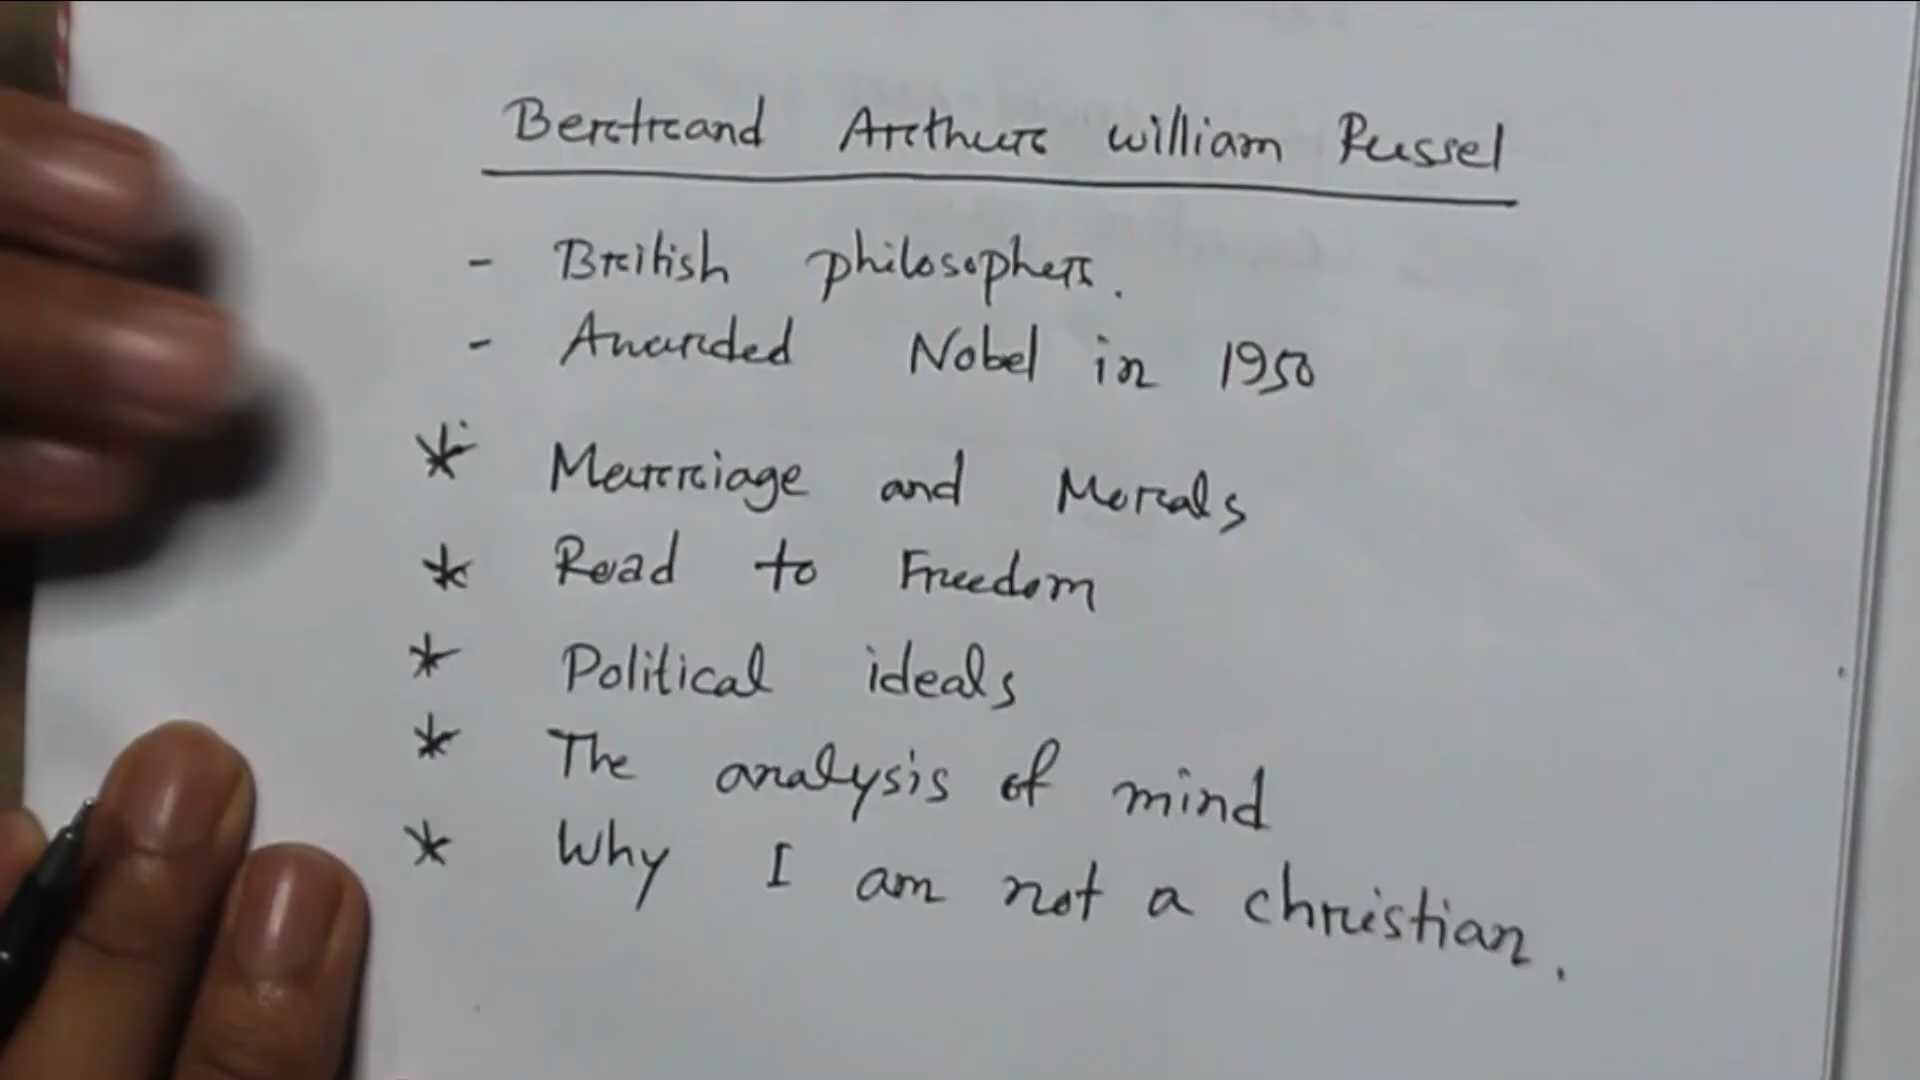 Bertrand Arthur william Russel
- British philosopher.
- Awarded Nobel in 1950
* Marriage and Morals
* Road to Freedom
* Political ideals
* The analysis of mind
* Why I am not a christian.